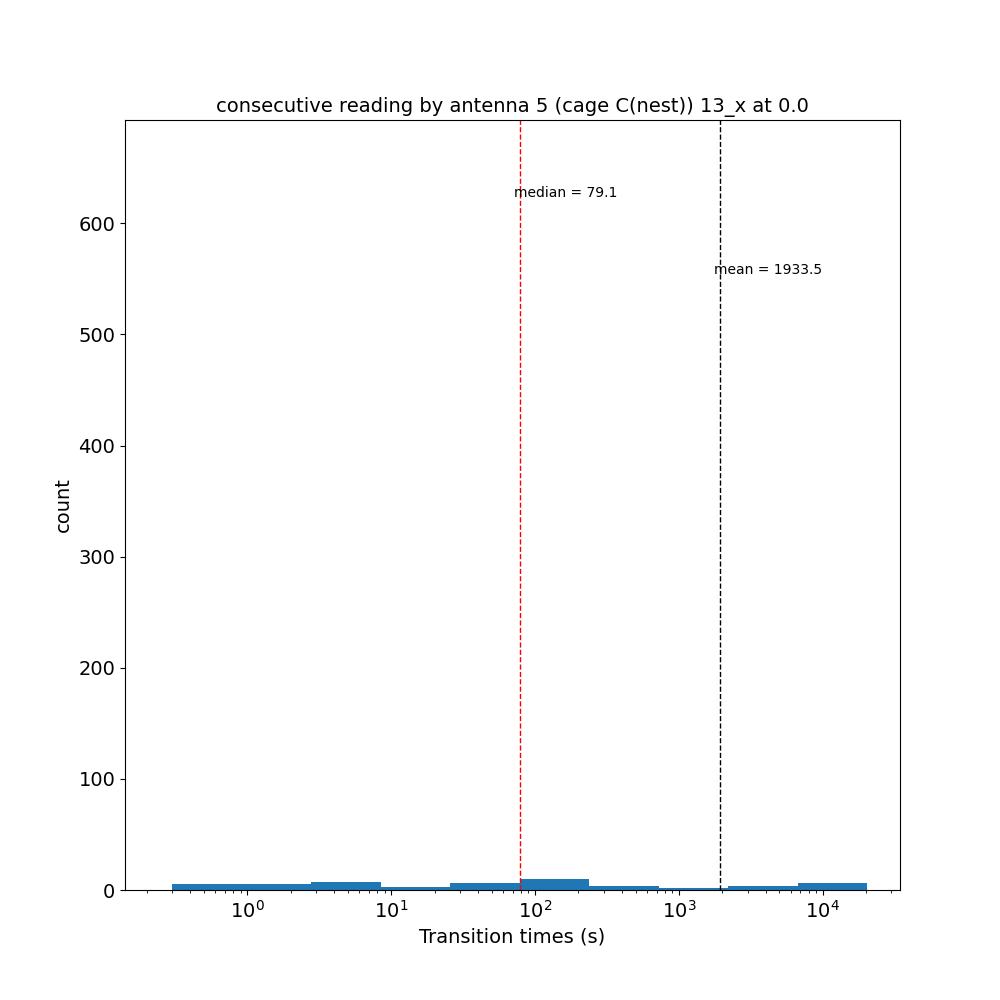 consecutive reading by antenna 5 (cage C(nest)) 13_x at 0.0
median = 79.1
mean = 1933.5
600
500
400
300
200
100
0
count
10⁰ 10¹ 10² 10³ 10⁴
Transition times (s)